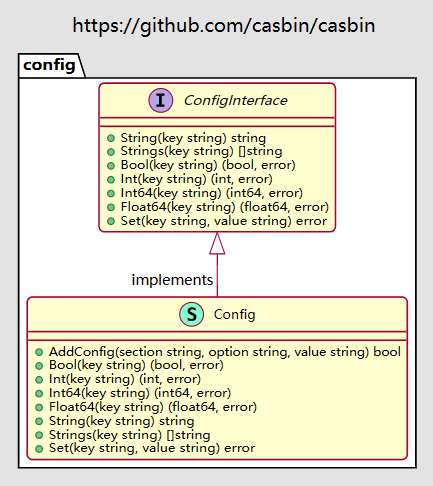 https://github.com/casbin/casbin
config
I ConfigInterface
String(key string) string
Strings(key string) []string
Bool(key string) (bool, error)
Int(key string) (int, error)
Int64(key string) (int64, error)
Float64(key string) (float64, error)
Set(key string, value string) error
implements
S Config
AddConfig(section string, option string, value string) bool
Bool(key string) (bool, error)
Int(key string) (int, error)
Int64(key string) (int64, error)
Float64(key string) (float64, error)
String(key string) string
Strings(key string) []string
Set(key string, value string) error